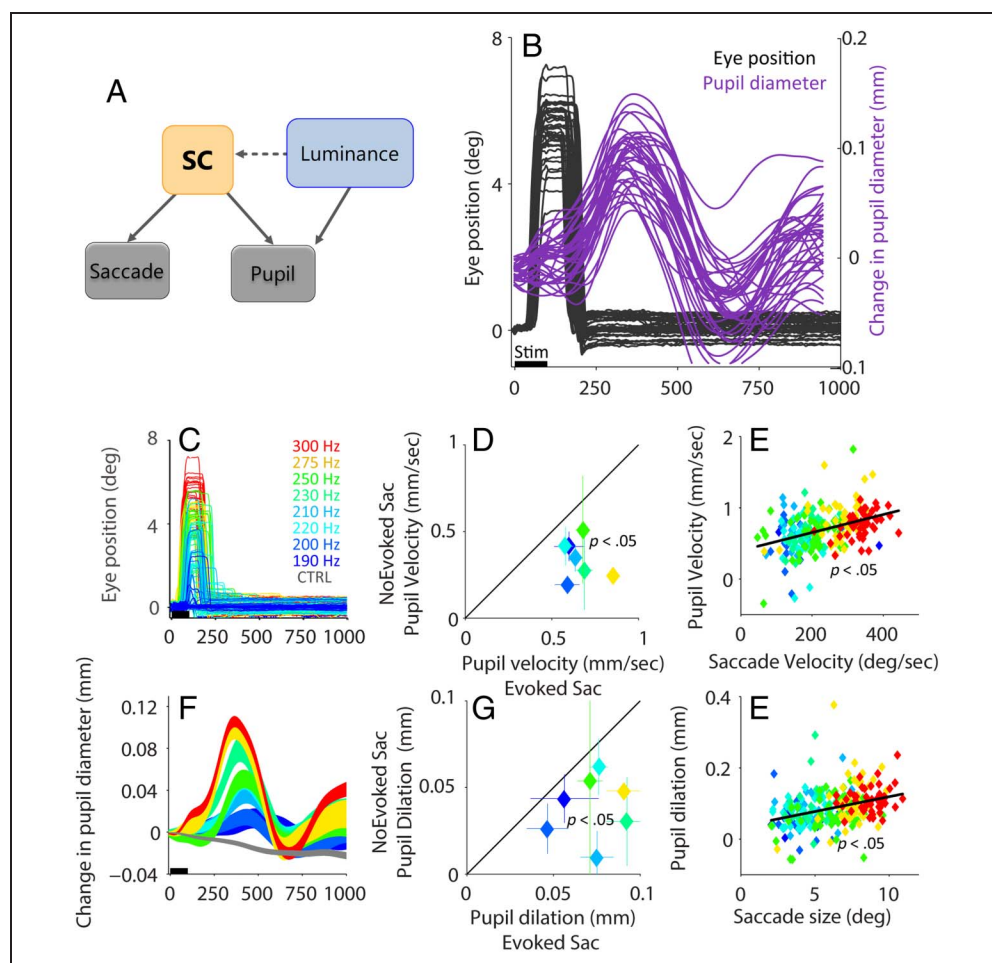 A
SC
Luminance
Saccade
Pupil
B
Eye position
Pupil diameter
Eye position (deg)
8
4
0
Change in pupil diameter (mm)
0.2
0.1
0
0.1
Stim
0 250 500 750 1000
C
Eye position (deg)
8
4
0
300 Hz
275 Hz
250 Hz
230 Hz
210 Hz
220 Hz
200 Hz
190 Hz
CTRL
0 250 500 750 1000
D
NoEvoked Sac
Pupil Velocity (mm/sec)
1
0.5
0
p < .05
0.5 1
Pupil velocity (mm/sec)
Evoked Sac
E
Pupil Velocity (mm/sec)
2
1
0
p < .05
0 200 400
Saccade Velocity (deg/sec)
F
Change in pupil diameter (mm)
0.12
0.08
0.04
0
−0.04
0 250 500 750 1000
G
NoEvoked Sac
Pupil Dilation (mm)
0.1
0.05
0
p < .05
0.05 0.1
Pupil dilation (mm)
Evoked Sac
E
Pupil dilation (mm)
0.4
0.2
0
p < .05
0 5 10
Saccade size (deg)